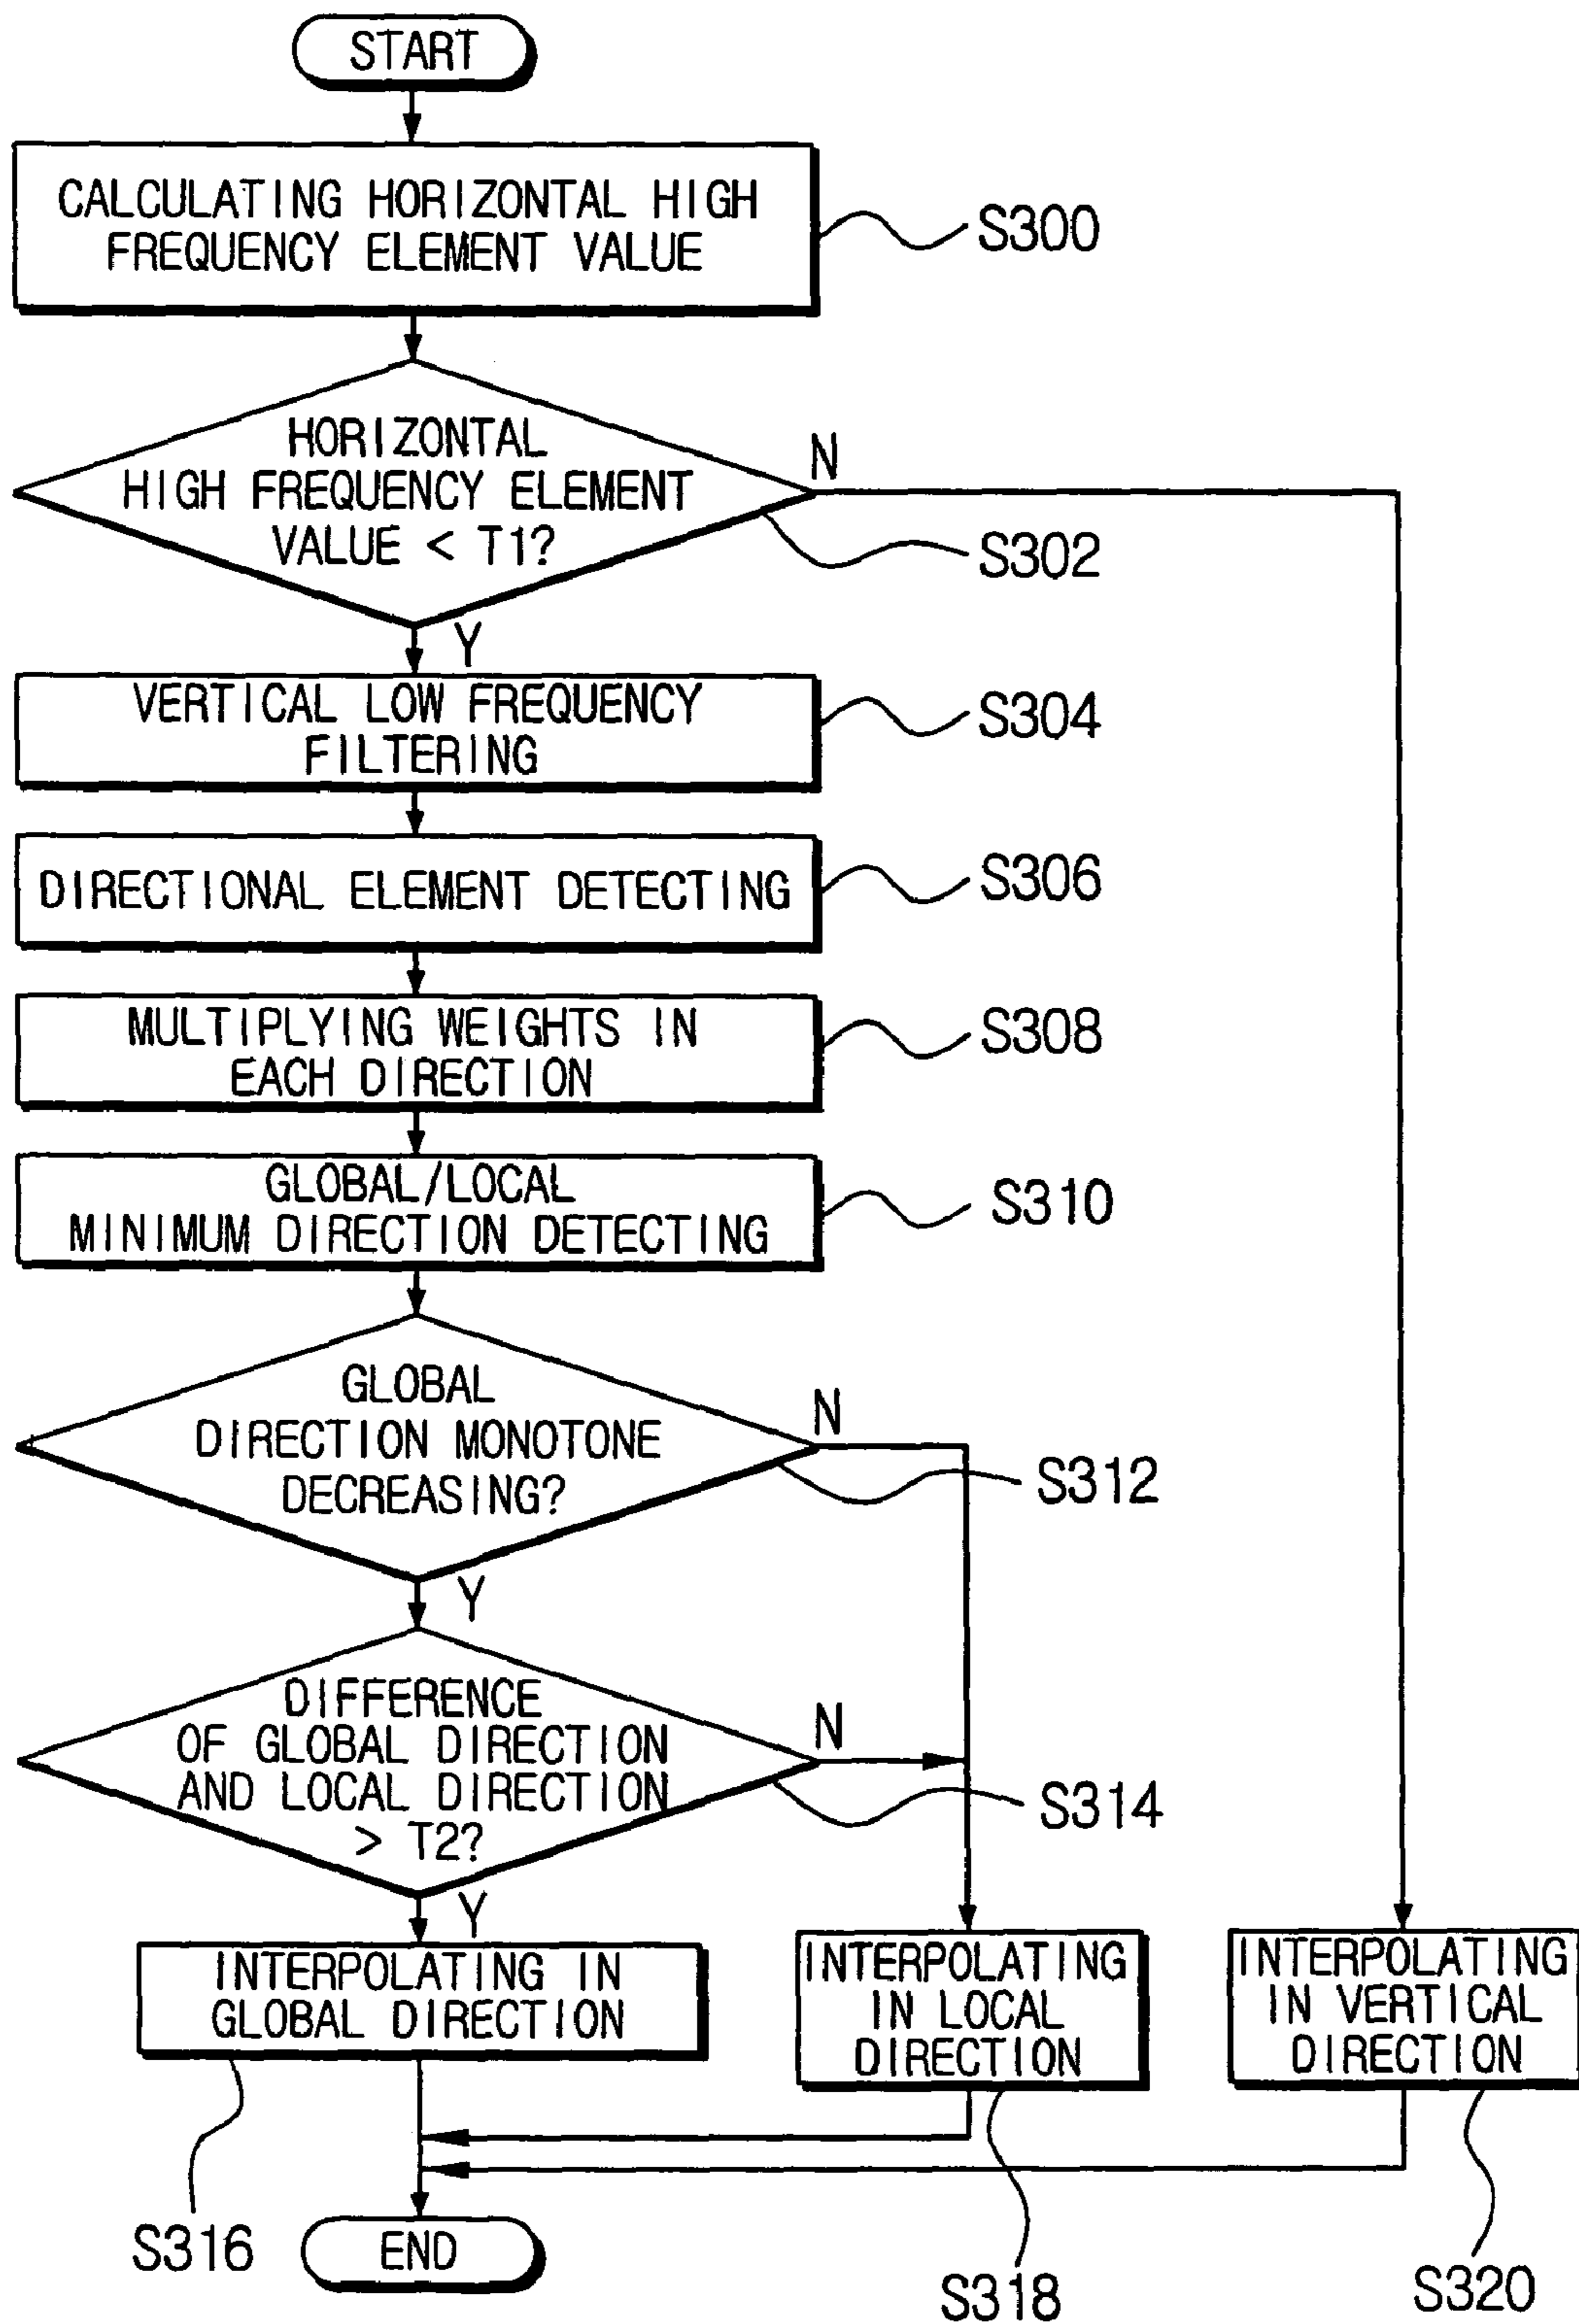 START
CALCULATING HORIZONTAL HIGH
FREQUENCY ELEMENT VALUE
S300
HORIZONTAL
HIGH FREQUENCY ELEMENT
VALUE < T1?
N
S302
Y
VERTICAL LOW FREQUENCY
FILTERING
S304
DIRECTIONAL ELEMENT DETECTING
S306
MULTIPLYING WEIGHTS IN
EACH DIRECTION
S308
GLOBAL/LOCAL
MINIMUM DIRECTION DETECTING
S310
GLOBAL
DIRECTION MONOTONE
DECREASING?
N
S312
Y
DIFFERENCE
OF GLOBAL DIRECTION
AND LOCAL DIRECTION
> T2?
N
S314
Y
INTERPOLATING IN
GLOBAL DIRECTION
INTERPOLATING
IN LOCAL
DIRECTION
INTERPOLATING
IN VERTICAL
DIRECTION
S316
END
S318
S320